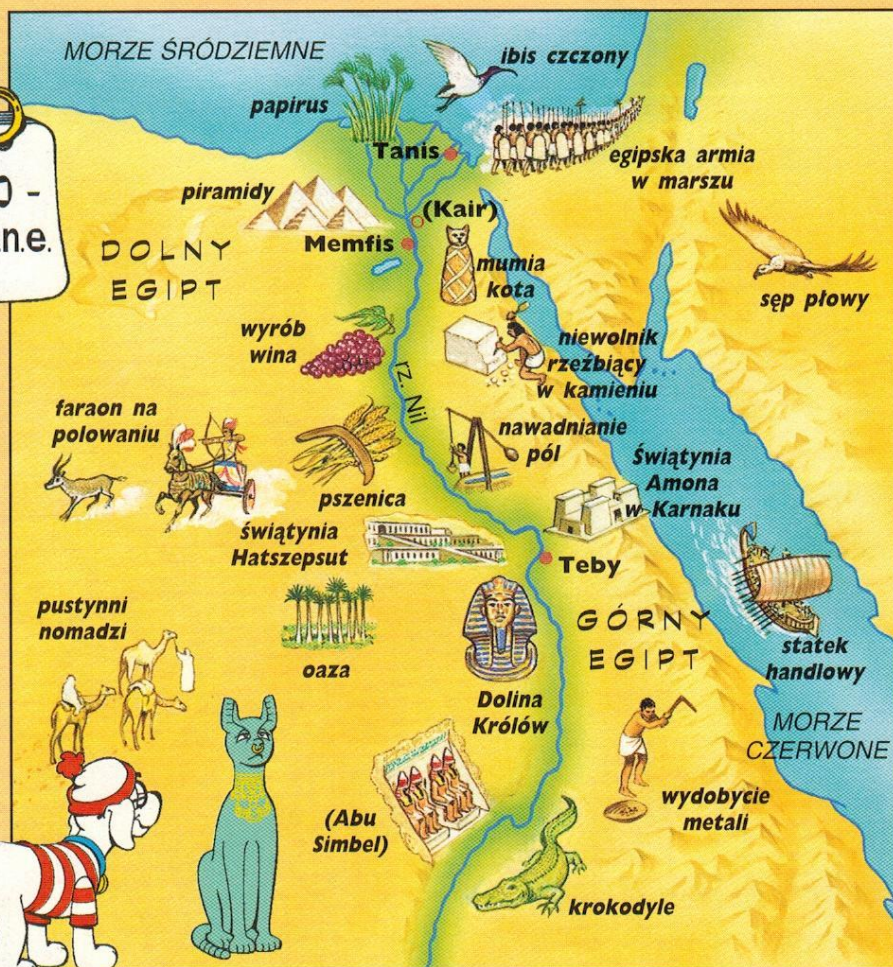 MORZE ŚRÓDZIEMNE
ibis czczony
papirus
Tanis
egipska armia
w marszu
0 -
n.e.
piramidy
(Kair)
Memfis
DOLNY
EGIPT
mumia
kota
sęp płowy
wyrób
wina
niewolnik
rzeźbiący
w kamieniu
rz. Nil
faraon na
polowaniu
nawadnianie
pól
pszenica
Świątynia
Amona
w Karnaku
świątynia
Hatszepsut
Teby
pustynni
nomadzi
oaza
GÓRNY
EGIPT
statek
handlowy
Dolina
Królów
MORZE
CZERWONE
(Abu
Simbel)
wydobycie
metali
krokodyle